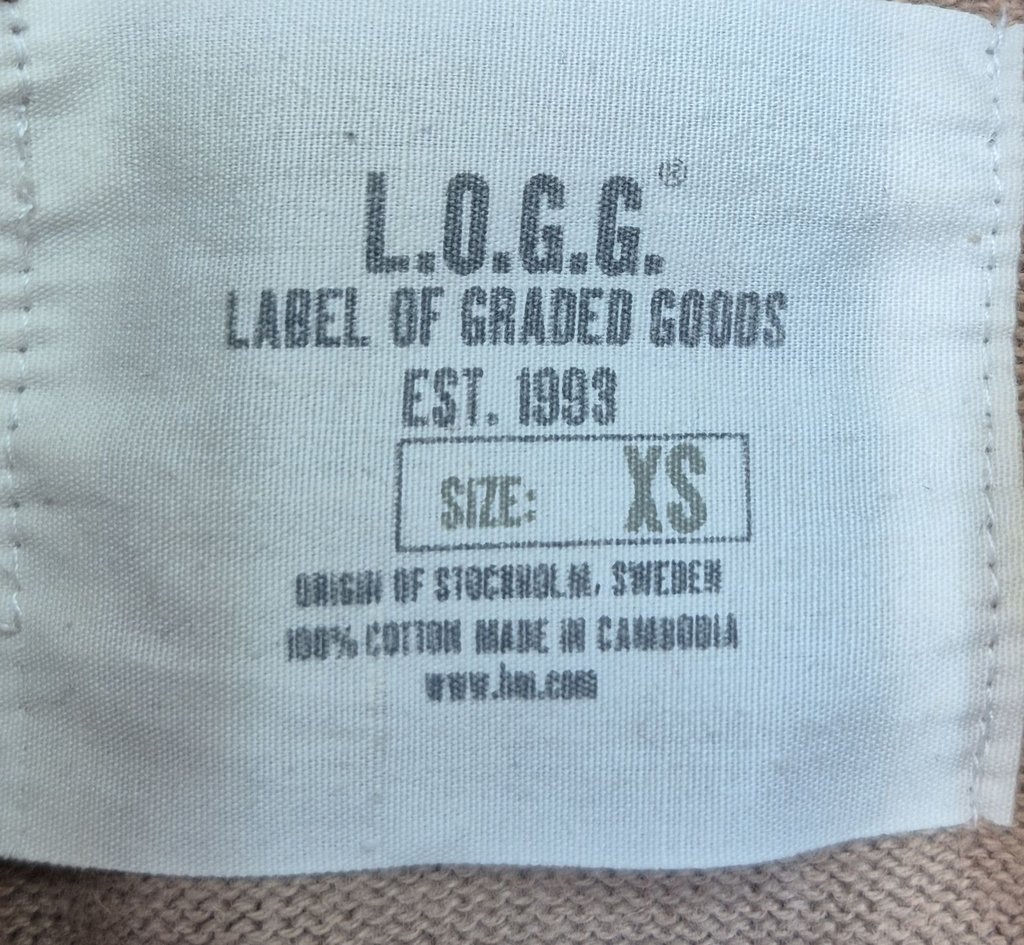 L.O.G.G.®
LABEL OF GRADED GOODS
EST. 1993
SIZE: XS
ORIGIN OF STOCKHOLM, SWEDEN
100% COTTON MADE IN CAMBODIA
www.hm.com